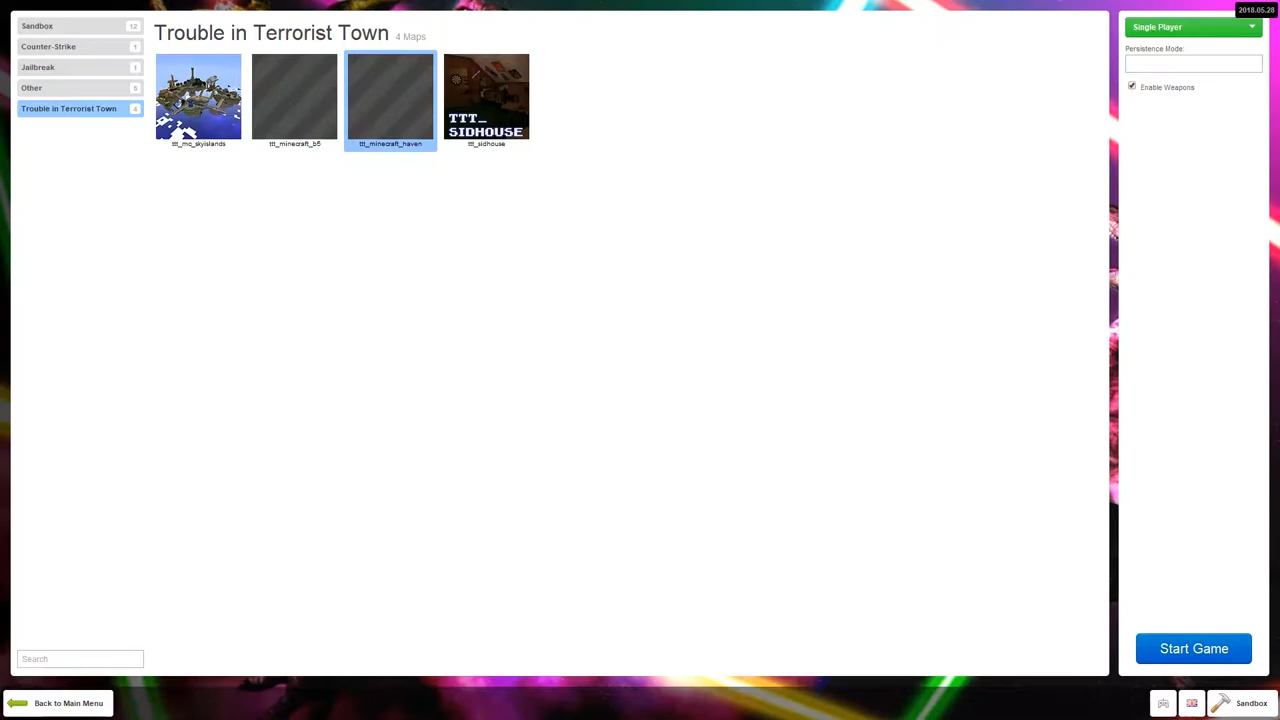 2018.05.28
Sandbox 12
Counter-Strike 1
Jailbreak 1
Other 5
Trouble in Terrorist Town 4
Trouble in Terrorist Town 4 Maps
TTT_
SIDHOUSE
ttt_mc_skyislands
ttt_minecraft_b5
ttt_minecraft_haven
ttt_sidhouse
Single Player
Persistence Mode:
Enable Weapons
Start Game
Search
Back to Main Menu
Sandbox